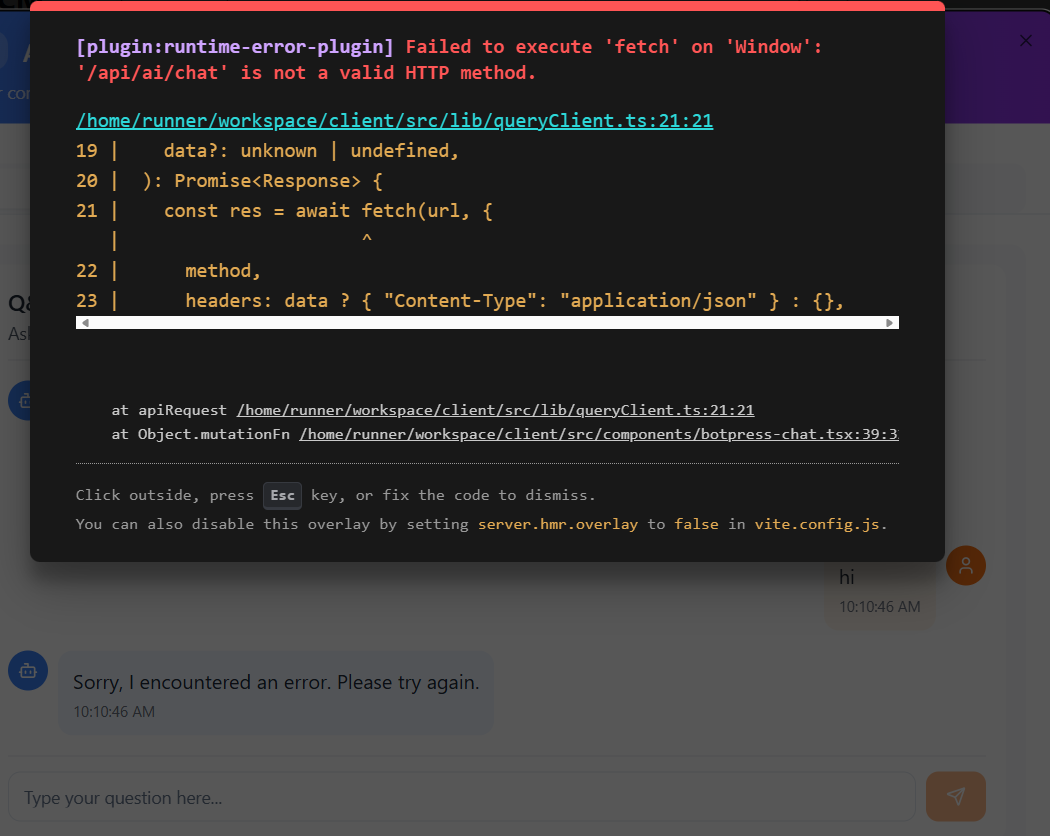 [plugin:runtime-error-plugin] Failed to execute 'fetch' on 'Window':
'/api/ai/chat' is not a valid HTTP method.
/home/runner/workspace/client/src/lib/queryClient.ts:21:21
19 |    data?: unknown | undefined,
20 |  ): Promise<Response> {
21 |    const res = await fetch(url, {
   |                      ^
22 |      method,
23 |      headers: data ? { "Content-Type": "application/json" } : {},
at apiRequest /home/runner/workspace/client/src/lib/queryClient.ts:21:21
at Object.mutationFn /home/runner/workspace/client/src/components/botpress-chat.tsx:39:3
Click outside, press Esc key, or fix the code to dismiss.
You can also disable this overlay by setting server.hmr.overlay to false in vite.config.js.
hi
10:10:46 AM
Sorry, I encountered an error. Please try again.
10:10:46 AM
Type your question here...